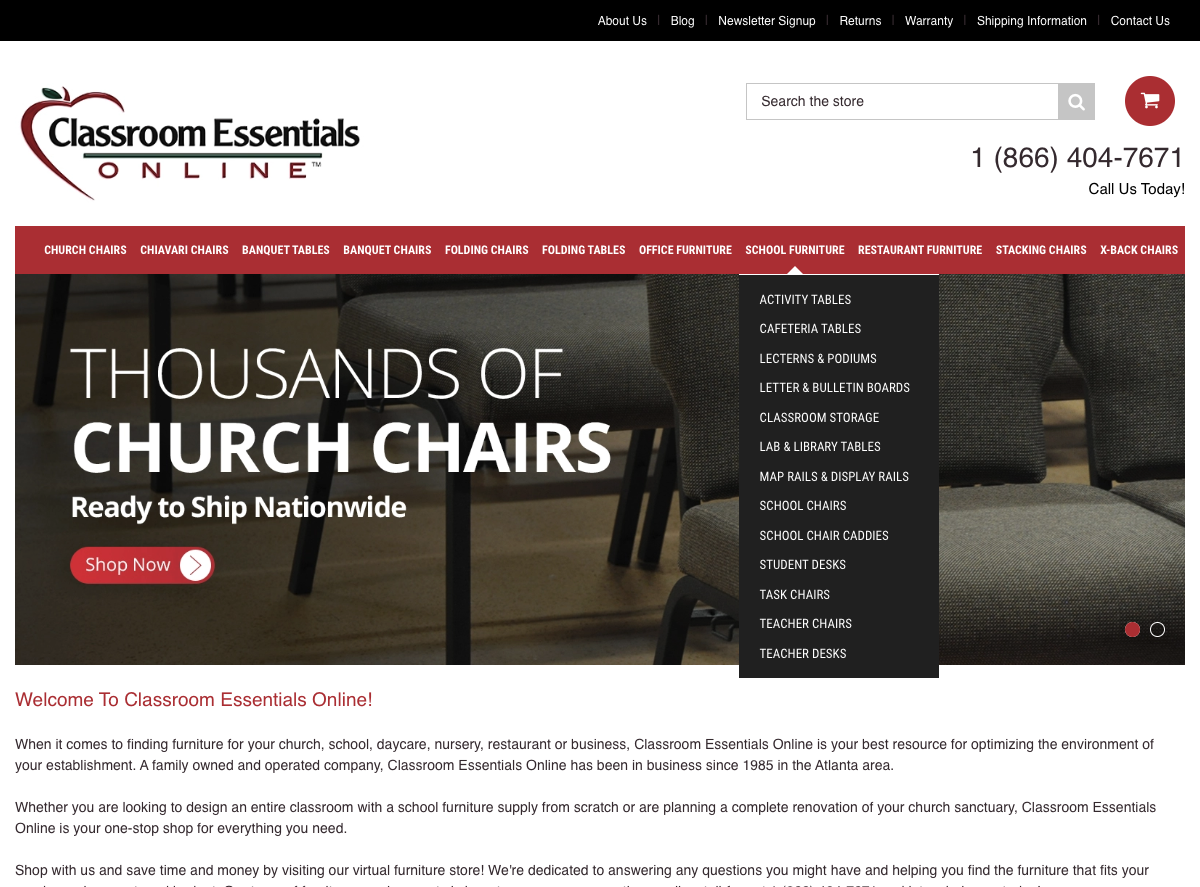 About Us | Blog | Newsletter Signup | Returns | Warranty | Shipping Information | Contact Us
Classroom Essentials
ONLINE™
Search the store
1 (866) 404-7671
Call Us Today!
CHURCH CHAIRS CHIAVARI CHAIRS BANQUET TABLES BANQUET CHAIRS FOLDING CHAIRS FOLDING TABLES OFFICE FURNITURE SCHOOL FURNITURE RESTAURANT FURNITURE STACKING CHAIRS X-BACK CHAIRS
THOUSANDS OF
CHURCH CHAIRS
Ready to Ship Nationwide
Shop Now
ACTIVITY TABLES
CAFETERIA TABLES
LECTERNS & PODIUMS
LETTER & BULLETIN BOARDS
CLASSROOM STORAGE
LAB & LIBRARY TABLES
MAP RAILS & DISPLAY RAILS
SCHOOL CHAIRS
SCHOOL CHAIR CADDIES
STUDENT DESKS
TASK CHAIRS
TEACHER CHAIRS
TEACHER DESKS
Welcome To Classroom Essentials Online!
When it comes to finding furniture for your church, school, daycare, nursery, restaurant or business, Classroom Essentials Online is your best resource for optimizing the environment of
your establishment. A family owned and operated company, Classroom Essentials Online has been in business since 1985 in the Atlanta area.
Whether you are looking to design an entire classroom with a school furniture supply from scratch or are planning a complete renovation of your church sanctuary, Classroom Essentials
Online is your one-stop shop for everything you need.
Shop with us and save time and money by visiting our virtual furniture store! We're dedicated to answering any questions you might have and helping you find the furniture that fits your